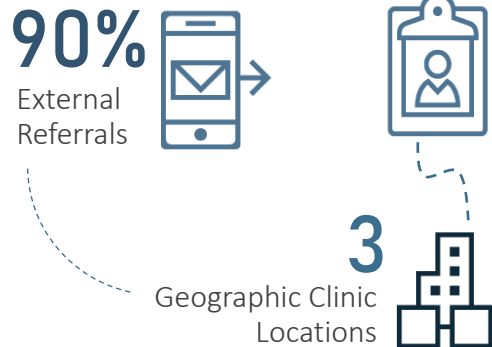 90%
External
Referrals
3
Geographic Clinic
Locations